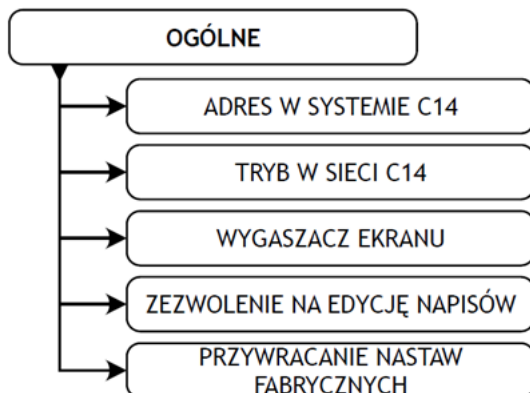 OGÓLNE
ADRES W SYSTEMIE C14
TRYB W SIECI C14
WYGASZACZ EKRANU
ZEZWOLENIE NA EDYCJĘ NAPISÓW
PRZYWRACANIE NASTAW
FABRYCZNYCH